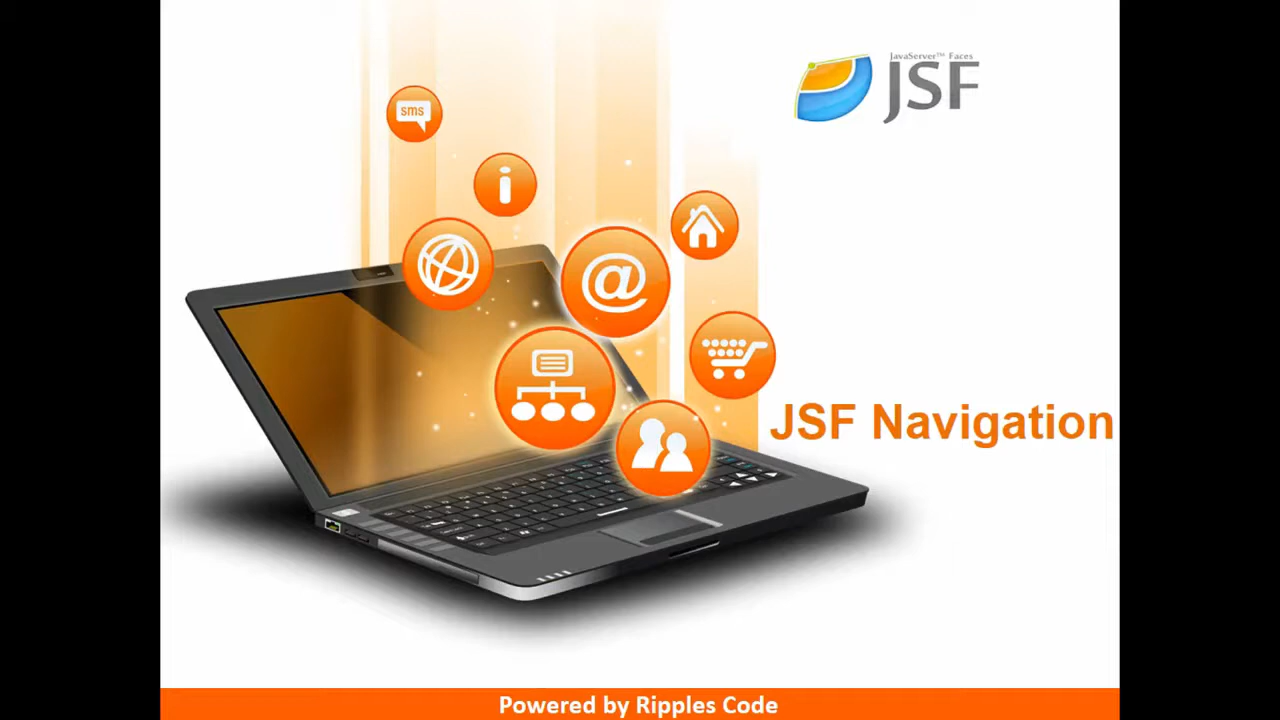 JavaServer™ Faces
JSF
sms
i
@
JSF Navigation
Powered by Ripples Code